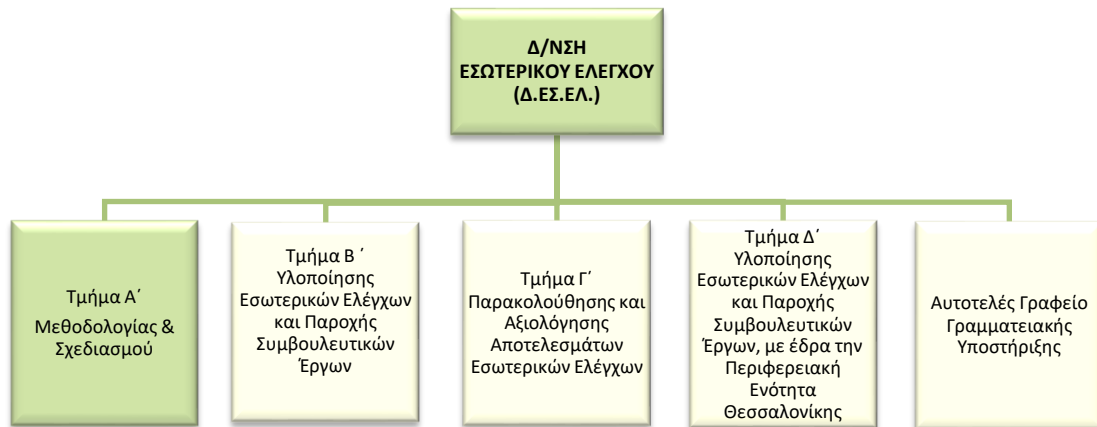 Δ/ΝΣΗ
ΕΣΩΤΕΡΙΚΟΥ ΕΛΕΓΧΟΥ
(Δ.ΕΣ.ΕΛ.)
Τμήμα Α΄
Μεθοδολογίας &
Σχεδιασμού
Τμήμα Β ΄
Υλοποίησης
Εσωτερικών Ελέγχων
και Παροχής
Συμβουλευτικών
Έργων
Τμήμα Γ΄
Παρακολούθησης και
Αξιολόγησης
Αποτελεσμάτων
Εσωτερικών Ελέγχων
Τμήμα Δ΄
Υλοποίησης
Εσωτερικών Ελέγχων
και Παροχής
Συμβουλευτικών
Έργων, με έδρα την
Περιφερειακή
Ενότητα
Θεσσαλονίκης
Αυτοτελές Γραφείο
Γραμματειακής
Υποστήριξης